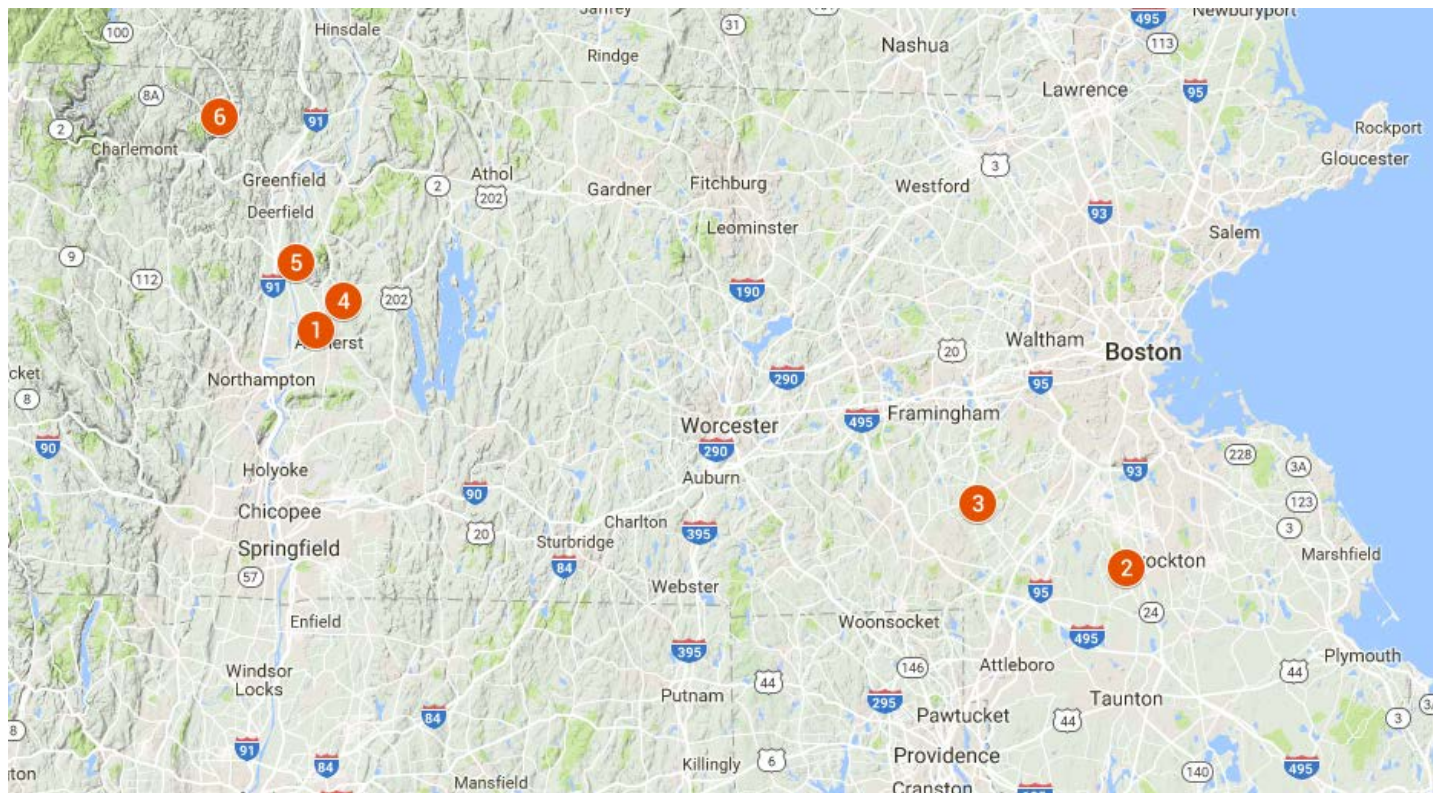 Jaffrey
Newburyport
100
Hinsdale
31
Nashua
495
113
Rindge
Lawrence
95
8A
6
91
2
Charlemont
Rockport
Gloucester
3
Greenfield
Athol
2
202
Gardner
Fitchburg
Westford
93
Deerfield
Leominster
Salem
9
5
112
91
4
202
190
1
Amherst
20
Waltham
Boston
cket
8
Northampton
290
95
Worcester
495
Framingham
90
290
93
228
3A
Holyoke
Auburn
90
3
123
Chicopee
Charlton
395
3
20
Sturbridge
Springfield
84
2
rockton
Marshfield
57
Webster
95
24
Enfield
Woonsocket
495
395
Attleboro
Plymouth
Windsor
Locks
146
44
44
Putnam
295
Taunton
84
Pawtucket
44
3
8
91
Providence
84
Killingly
6
140
495
gton
Mansfield
Cranston